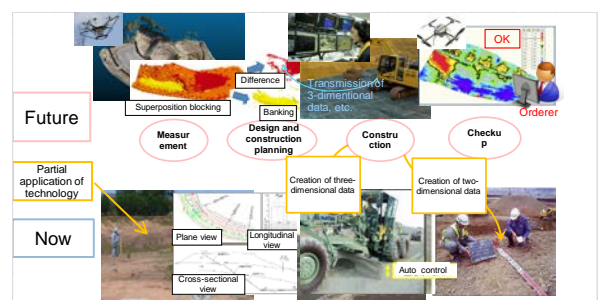 OK
Difference
Transmission of
3-dimentional
data, etc.
Superposition blocking
Banking
Orderer
Future
Measur
ement
Design and
construction
planning
Constru
ction
Checku
p
Partial
application of
technology
Creation of three-
dimensional data
Creation of two-
dimensional data
Now
Plane view
Longitudinal
view
Cross-sectional
view
Auto control